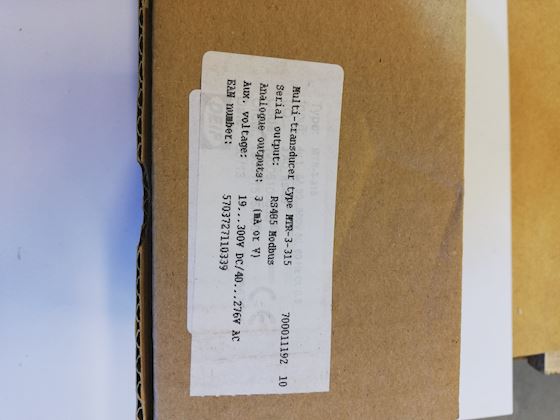 Multi-transducer type MTR-3-315 700011192 10
Serial output: RS485 Modbus
Analogue outputs: 3 (mA or V)
Aux. voltage: 19...300V DC/40...276V AC
EAN number: 5703727110339